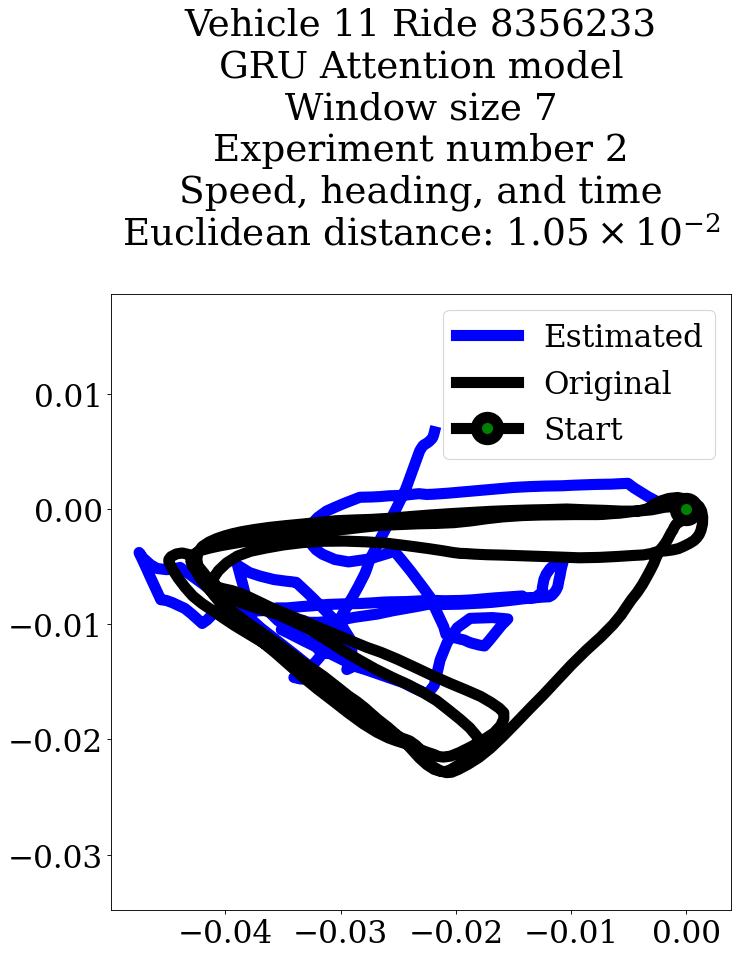 Vehicle 11 Ride 8356233
GRU Attention model
Window size 7
Experiment number 2
Speed, heading, and time
Euclidean distance: 1.05 × 10⁻²
Estimated
Original
Start
0.01
0.00
−0.01
−0.02
−0.03
−0.04 −0.03 −0.02 −0.01 0.00